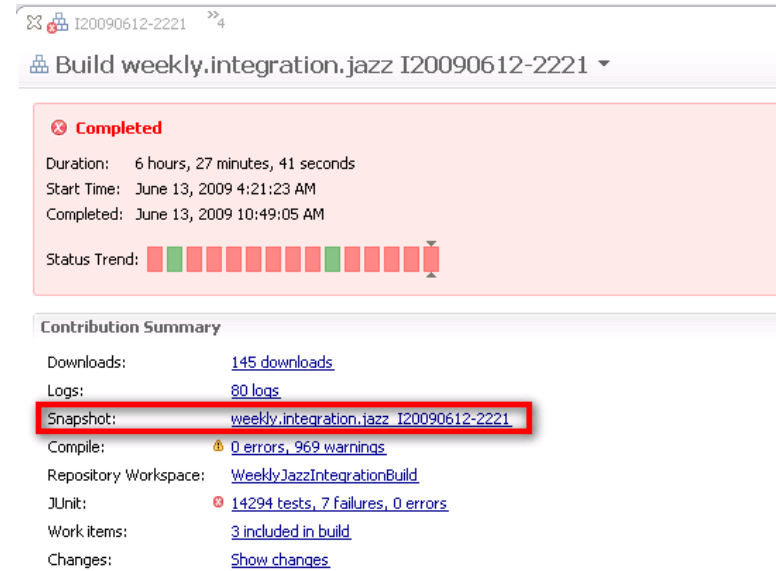 I20090612-2221 »4
Build weekly.integration.jazz I20090612-2221
Completed
Duration: 6 hours, 27 minutes, 41 seconds
Start Time: June 13, 2009 4:21:23 AM
Completed: June 13, 2009 10:49:05 AM
Status Trend:
Contribution Summary
Downloads: 145 downloads
Logs: 80 logs
Snapshot: weekly.integration.jazz_I20090612-2221
Compile: 0 errors, 969 warnings
Repository Workspace: WeeklyJazzIntegrationBuild
JUnit: 14294 tests, 7 failures, 0 errors
Work items: 3 included in build
Changes: Show changes